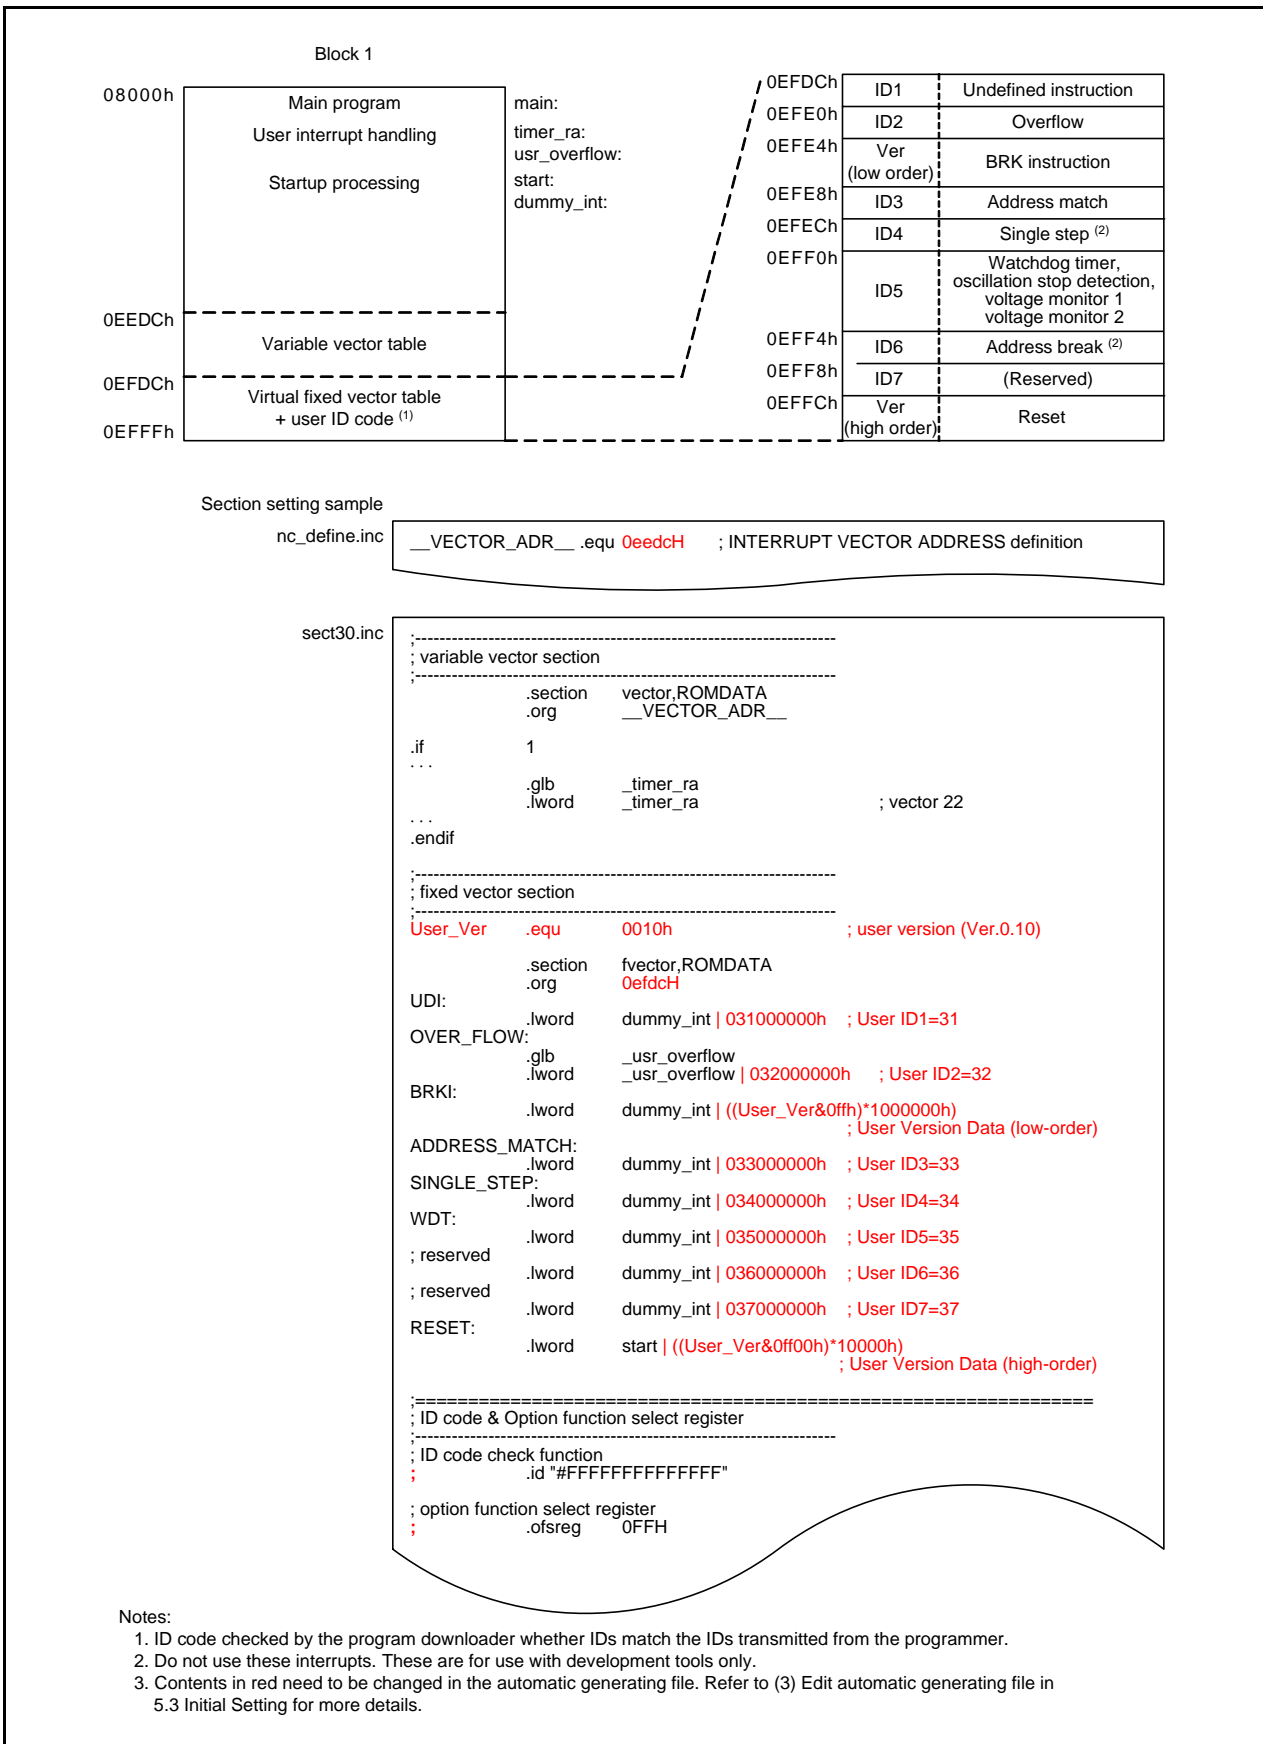 Block 1
08000h
Main program
main:
User interrupt handling
timer_ra:
usr_overflow:
Startup processing
start:
dummy_int:
0EEDCh
Variable vector table
0EFDCh
Virtual fixed vector table
+ user ID code (1)
0EFFFh
0EFDCh
ID1 Undefined instruction
0EFE0h
ID2 Overflow
0EFE4h
Ver
(low order)
BRK instruction
0EFE8h
ID3 Address match
0EFECh
ID4 Single step (2)
0EFF0h
ID5
Watchdog timer,
oscillation stop detection,
voltage monitor 1
voltage monitor 2
0EFF4h
ID6 Address break (2)
0EFF8h
ID7 (Reserved)
0EFFCh
Ver
(high order)
Reset
Section setting sample
nc_define.inc
__VECTOR_ADR__ .equ 0eedcH ; INTERRUPT VECTOR ADDRESS definition
sect30.inc
;---------------------------------------------------------------------
; variable vector section
;---------------------------------------------------------------------
.section vector,ROMDATA
.org __VECTOR_ADR__
.if 1
. . .
.glb _timer_ra
.lword _timer_ra ; vector 22
. . .
.endif
;---------------------------------------------------------------------
; fixed vector section
;---------------------------------------------------------------------
User_Ver .equ 0010h ; user version (Ver.0.10)
.section fvector,ROMDATA
.org 0efdcH
UDI:
.lword dummy_int | 031000000h ; User ID1=31
OVER_FLOW:
.glb _usr_overflow
.lword _usr_overflow | 032000000h ; User ID2=32
BRKI:
.lword dummy_int | ((User_Ver&0ffh)*1000000h)
; User Version Data (low-order)
ADDRESS_MATCH:
.lword dummy_int | 033000000h ; User ID3=33
SINGLE_STEP:
.lword dummy_int | 034000000h ; User ID4=34
WDT:
.lword dummy_int | 035000000h ; User ID5=35
; reserved
.lword dummy_int | 036000000h ; User ID6=36
; reserved
.lword dummy_int | 037000000h ; User ID7=37
RESET:
.lword start | ((User_Ver&0ff00h)*10000h)
; User Version Data (high-order)
;================================================================
; ID code & Option function select register
;---------------------------------------------------------------------
; ID code check function
; .id "#FFFFFFFFFFFFFF"
; option function select register
; .ofsreg 0FFH
Notes:
1. ID code checked by the program downloader whether IDs match the IDs transmitted from the programmer.
2. Do not use these interrupts. These are for use with development tools only.
3. Contents in red need to be changed in the automatic generating file. Refer to (3) Edit automatic generating file in
5.3 Initial Setting for more details.